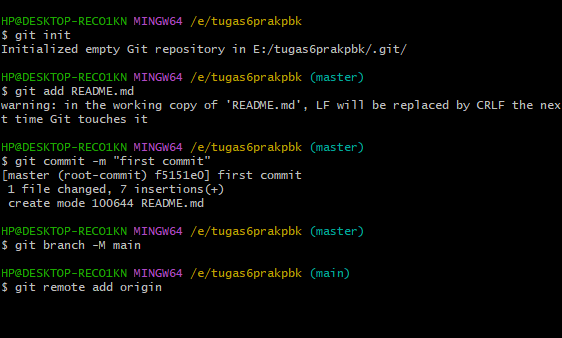 HP@DESKTOP-RECO1KN MINGW64 /e/tugas6prakpbk
$ git init
Initialized empty Git repository in E:/tugas6prakpbk/.git/
HP@DESKTOP-RECO1KN MINGW64 /e/tugas6prakpbk (master)
$ git add README.md
warning: in the working copy of 'README.md', LF will be replaced by CRLF the nex
t time Git touches it
HP@DESKTOP-RECO1KN MINGW64 /e/tugas6prakpbk (master)
$ git commit -m "first commit"
[master (root-commit) f5151e0] first commit
 1 file changed, 7 insertions(+)
 create mode 100644 README.md
HP@DESKTOP-RECO1KN MINGW64 /e/tugas6prakpbk (master)
$ git branch -M main
HP@DESKTOP-RECO1KN MINGW64 /e/tugas6prakpbk (main)
$ git remote add origin